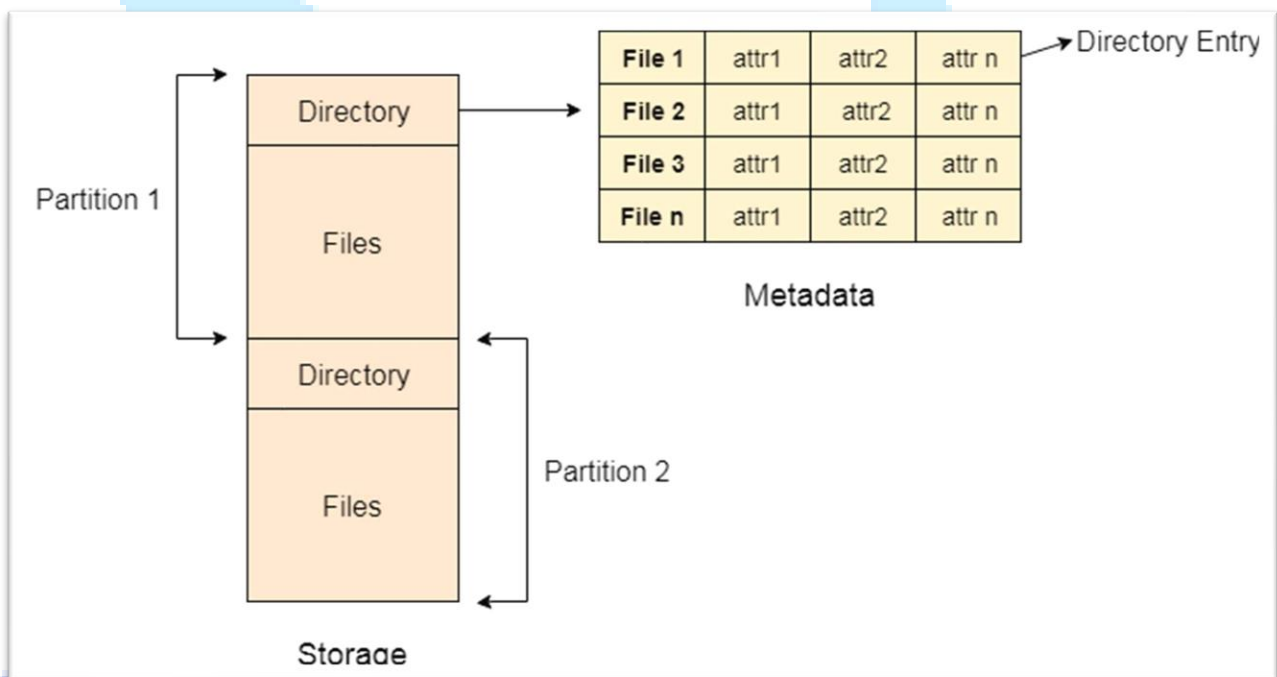 File 1 attr1 attr2 attr n
Directory Entry
File 2 attr1 attr2 attr n
File 3 attr1 attr2 attr n
File n attr1 attr2 attr n
Metadata
Partition 1
Directory
Files
Directory
Files
Partition 2
Storage